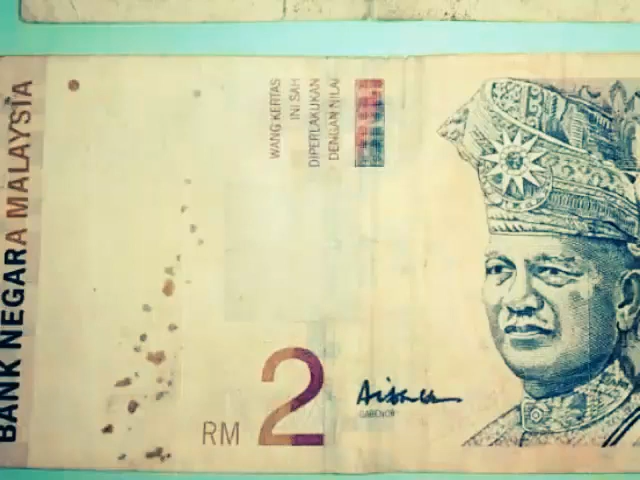 BANK NEGARA MALAYSIA
WANG KERTAS
INI SAH
DIPERLAKUKAN
DENGAN NILAI
RM 2
GABENOR